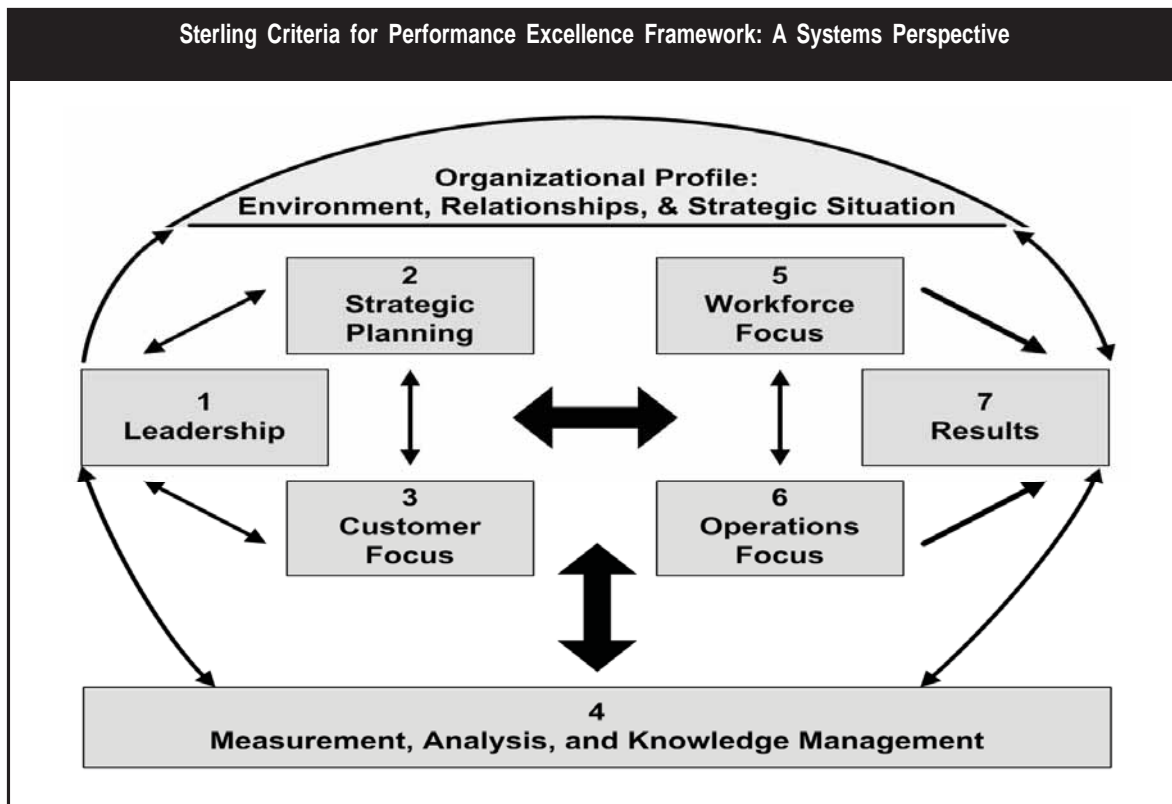 Sterling Criteria for Performance Excellence Framework: A Systems Perspective
Organizational Profile:
Environment, Relationships, & Strategic Situation
2
Strategic
Planning
5
Workforce
Focus
1
Leadership
7
Results
3
Customer
Focus
6
Operations
Focus
4
Measurement, Analysis, and Knowledge Management